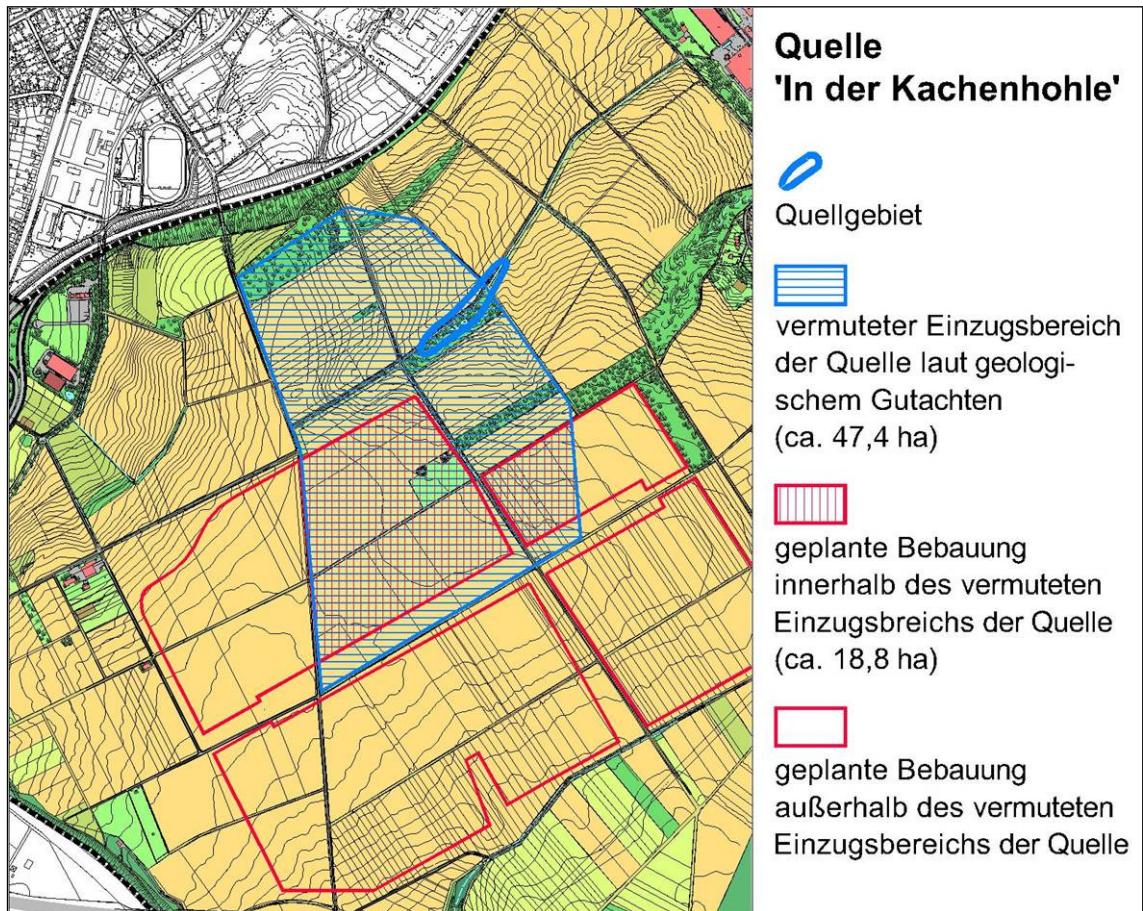 Quelle
'In der Kachenhohle'
Quellgebiet
vermuteter Einzugsbereich
der Quelle laut geologi-
schem Gutachten
(ca. 47,4 ha)
geplante Bebauung
innerhalb des vermuteten
Einzugsbreichs der Quelle
(ca. 18,8 ha)
geplante Bebauung
außerhalb des vermuteten
Einzugsbereichs der Quelle